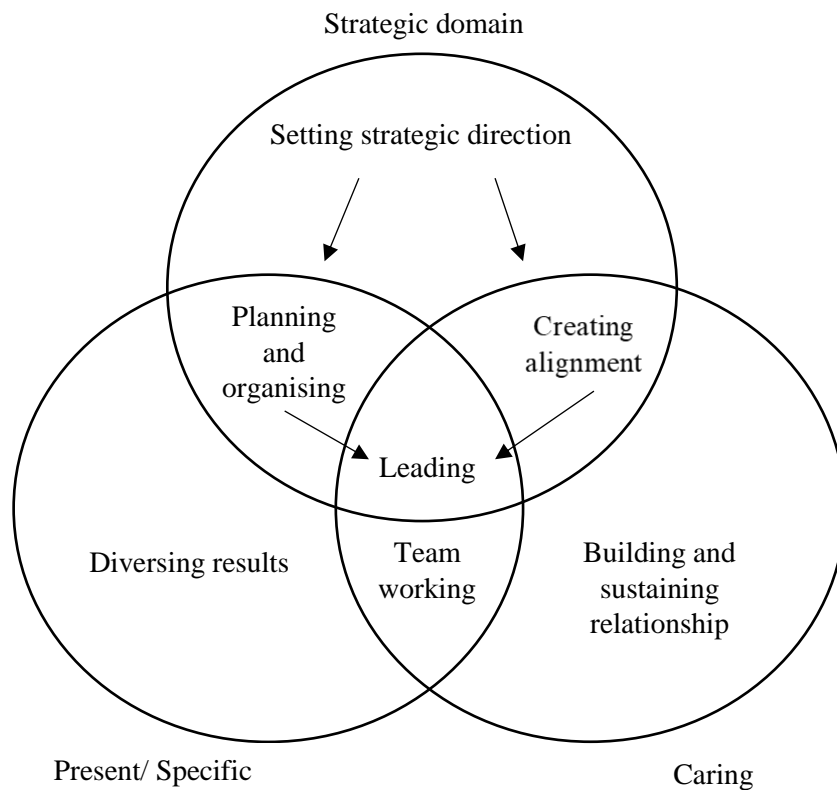 Strategic domain
Setting strategic direction
Planning
and
organising
Creating
alignment
Leading
Diversing results
Team
working
Building and
sustaining
relationship
Present/ Specific
Caring